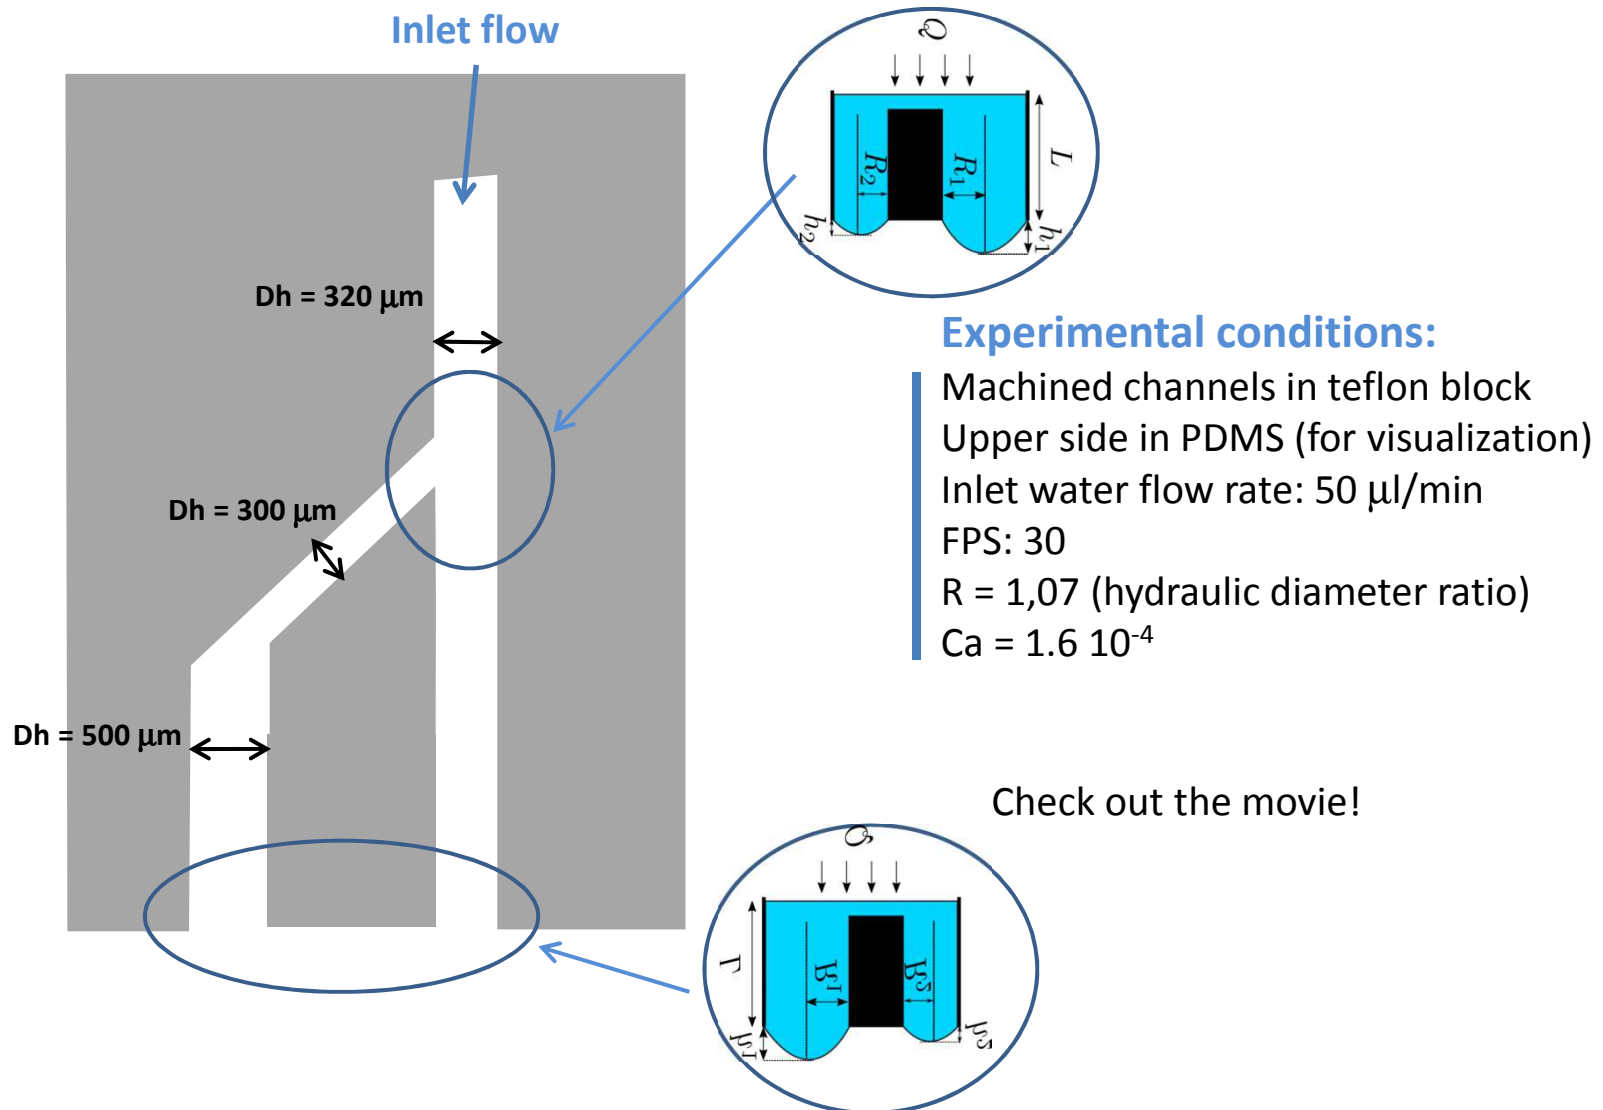 Inlet flow
Q
L
R₂
R₁
h₂
h₁
Dh = 320 μm
Experimental conditions:
Machined channels in teflon block
Upper side in PDMS (for visualization)
Inlet water flow rate: 50 μl/min
FPS: 30
R = 1,07 (hydraulic diameter ratio)
Ca = 1.6 10⁻⁴
Dh = 300 μm
Dh = 500 μm
Check out the movie!
Q
L
R₁
R₂
h₁
h₂